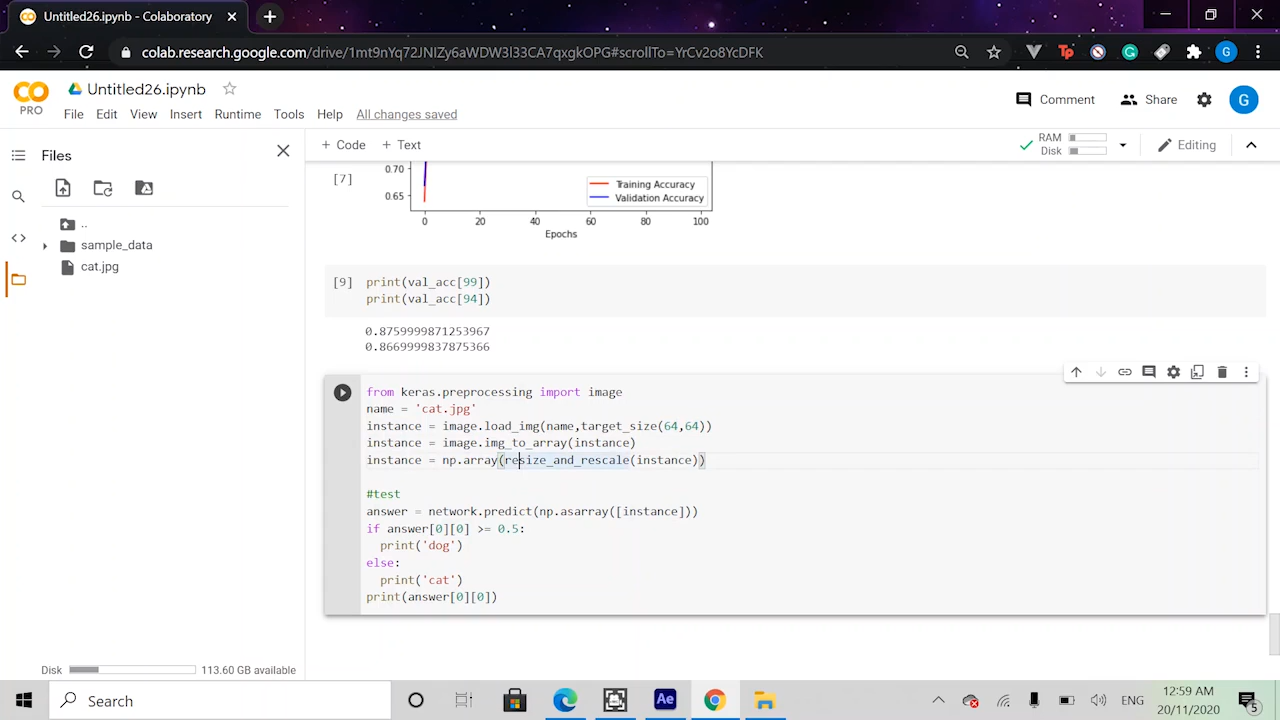 Untitled26.ipynb - Colaboratory
colab.research.google.com/drive/1mt9nYq72JNIZy6aWDW3l33CA7qxgkOPG#scrollTo=YrCv2o8YcDFK
G
CO
PRO
Untitled26.ipynb
File Edit View Insert Runtime Tools Help All changes saved
Comment Share G
Files
+ Code + Text
RAM
Disk
Editing
..
sample_data
cat.jpg
[7]
0.70
0.65
Training Accuracy
Validation Accuracy
0 20 40 60 80 100
Epochs
[9]
print(val_acc[99])
print(val_acc[94])
0.8759999871253967
0.8669999837875366
from keras.preprocessing import image
name = 'cat.jpg'
instance = image.load_img(name,target_size(64,64))
instance = image.img_to_array(instance)
instance = np.array(resize_and_rescale(instance))
#test
answer = network.predict(np.asarray([instance]))
if answer[0][0] >= 0.5:
print('dog')
else:
print('cat')
print(answer[0][0])
Disk 113.60 GB available
Search
Ae
ENG
12:59 AM
20/11/2020
5